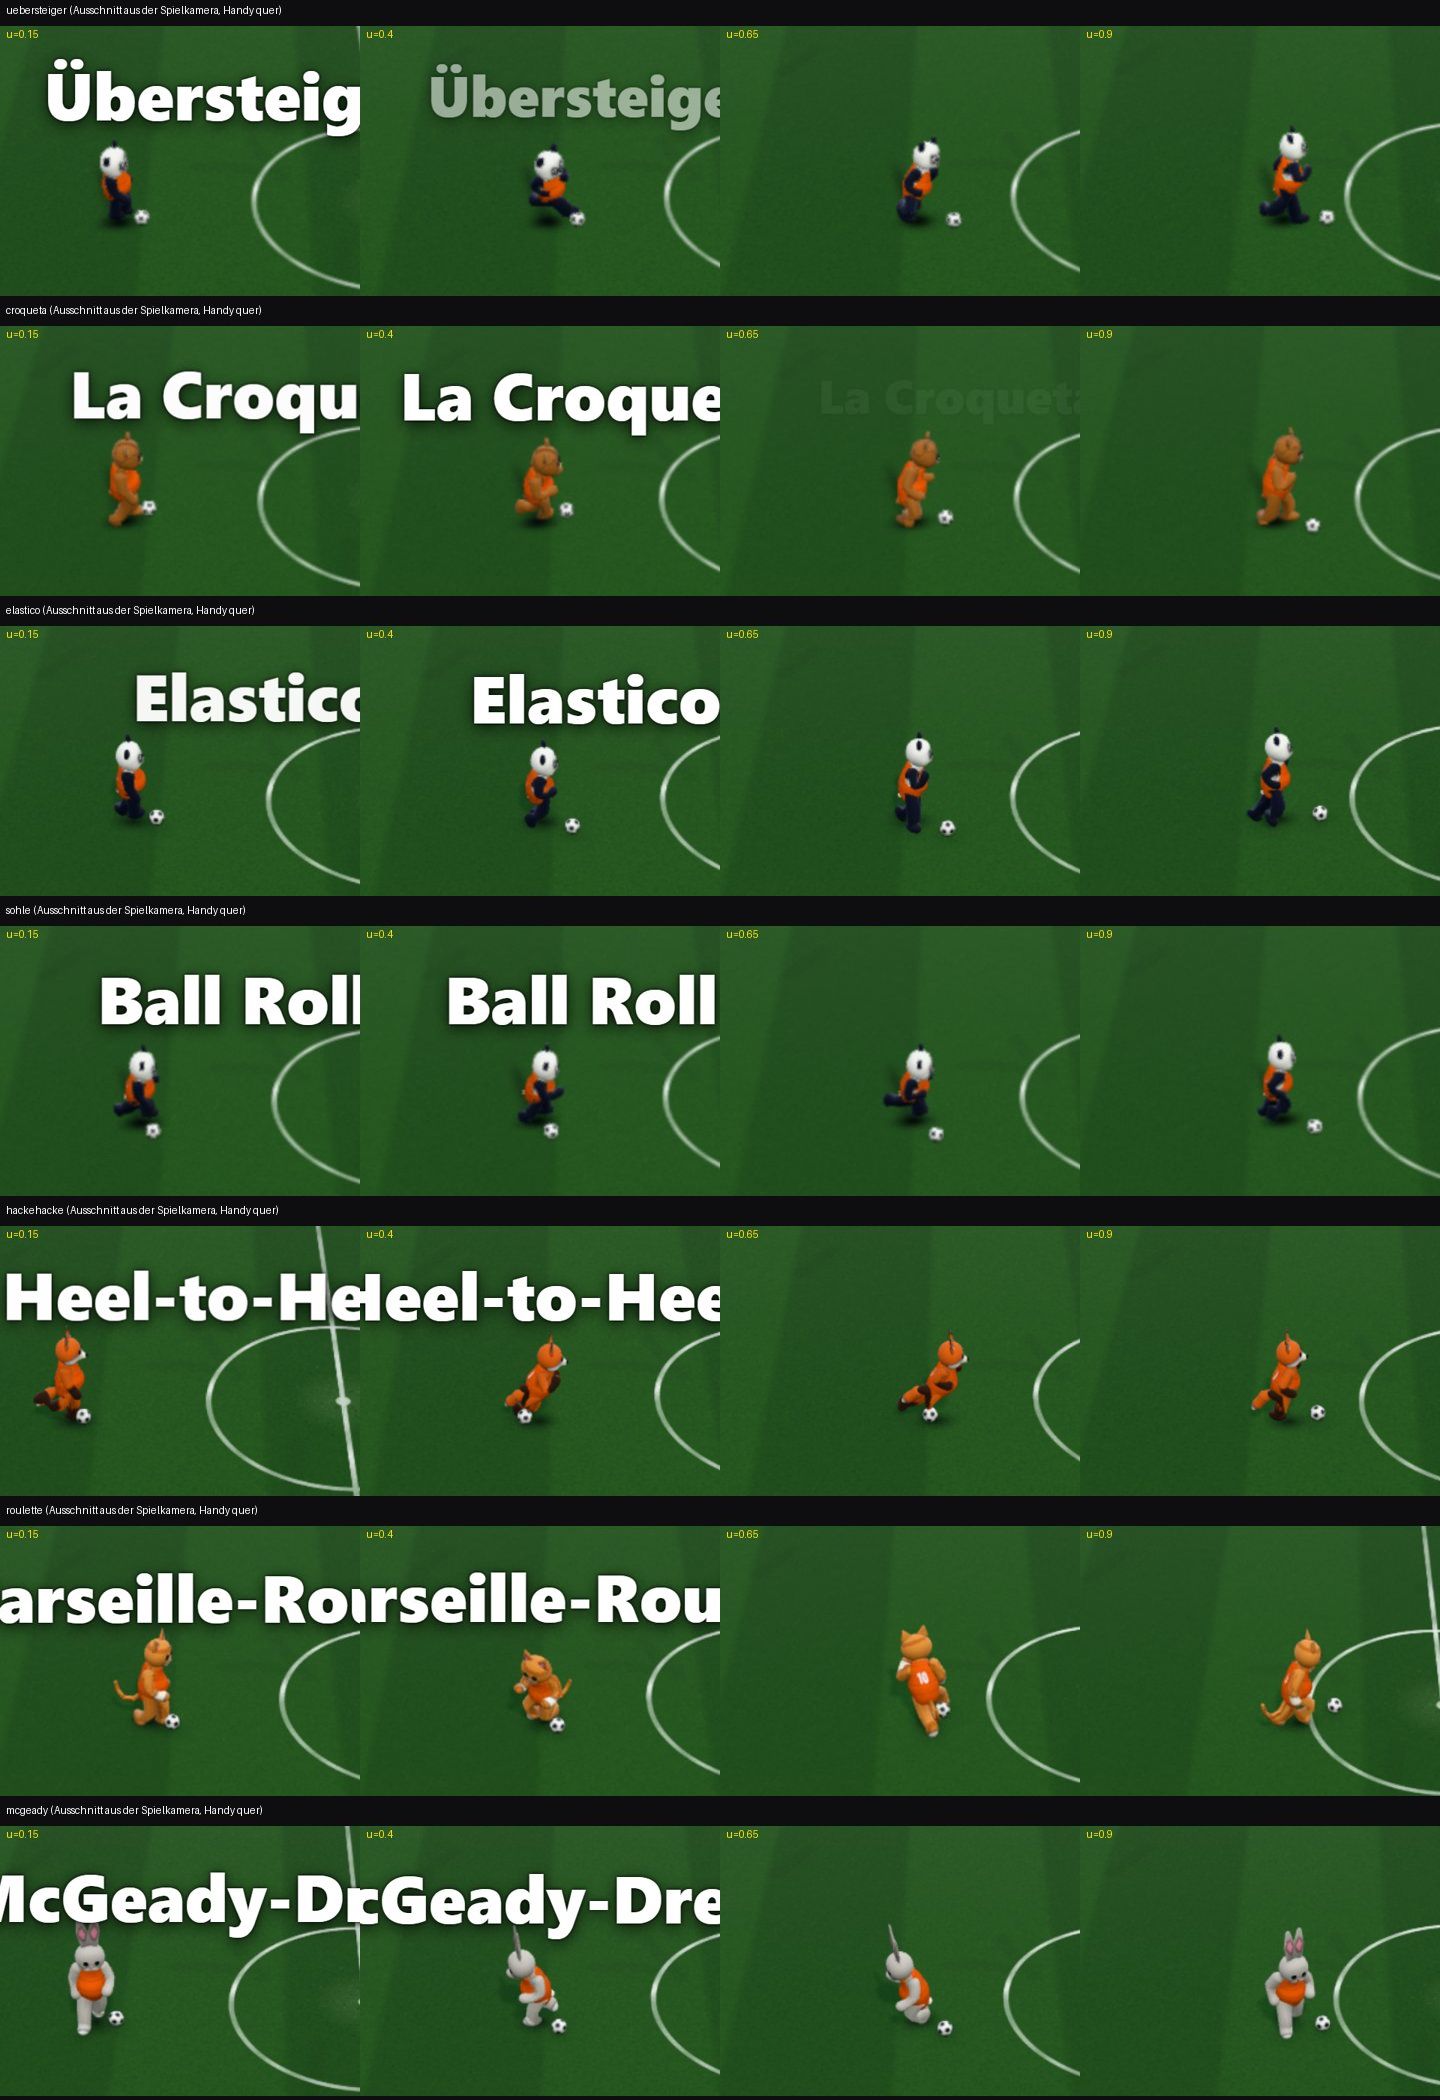 uebersteiger (Ausschnitt aus der Spielkamera, Handy quer)
u=0.15 u=0.4 u=0.65 u=0.9
Übersteig Übersteige
croqueta (Ausschnitt aus der Spielkamera, Handy quer)
u=0.15 u=0.4 u=0.65 u=0.9
La Croqu La Croque La Croqueta
elastico (Ausschnitt aus der Spielkamera, Handy quer)
u=0.15 u=0.4 u=0.65 u=0.9
Elastico Elastico
sohle (Ausschnitt aus der Spielkamera, Handy quer)
u=0.15 u=0.4 u=0.65 u=0.9
Ball Roll Ball Roll
hackehacke (Ausschnitt aus der Spielkamera, Handy quer)
u=0.15 u=0.4 u=0.65 u=0.9
Heel-to-He Heel-to-Hee
roulette (Ausschnitt aus der Spielkamera, Handy quer)
u=0.15 u=0.4 u=0.65 u=0.9
arseille-Rou rseille-Rou
10
mcgeady (Ausschnitt aus der Spielkamera, Handy quer)
u=0.15 u=0.4 u=0.65 u=0.9
McGeady-Dr cGeady-Dre